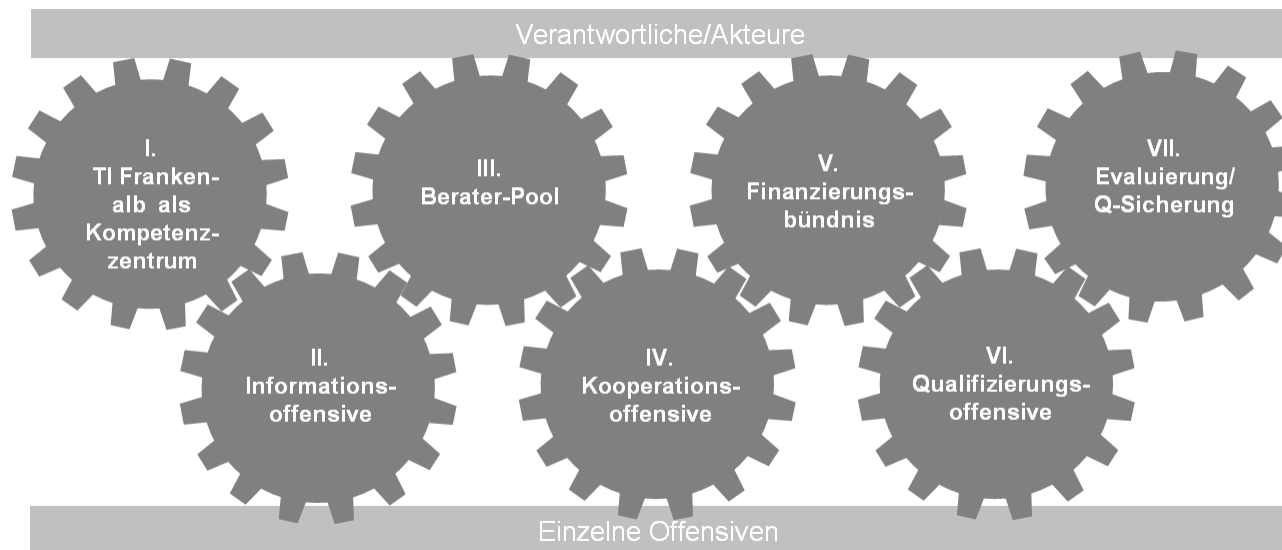 Verantwortliche/Akteure
I.
TI Franken-
alb als
Kompetenz-
zentrum
II.
Informations-
offensive
III.
Berater-Pool
IV.
Kooperations-
offensive
V.
Finanzierungs-
bündnis
VI.
Qualifizierungs-
offensive
VII.
Evaluierung/
Q-Sicherung
Einzelne Offensiven